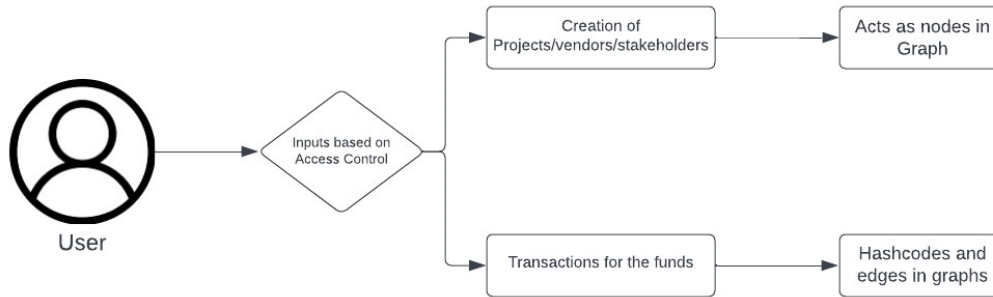 User
Inputs based on
Access Control
Creation of
Projects/vendors/stakeholders
Acts as nodes in
Graph
Transactions for the funds
Hashcodes and
edges in graphs